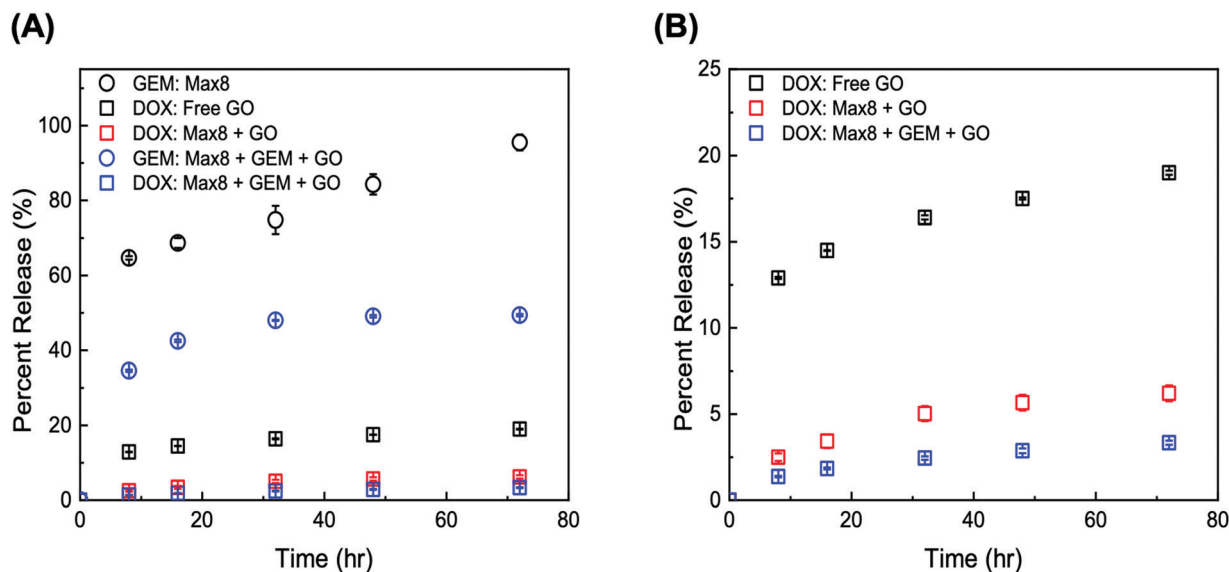 (A)
GEM: Max8
DOX: Free GO
DOX: Max8 + GO
GEM: Max8 + GEM + GO
DOX: Max8 + GEM + GO
100
80
60
40
20
0
Percent Release (%)
0 20 40 60 80
Time (hr)
(B)
DOX: Free GO
DOX: Max8 + GO
DOX: Max8 + GEM + GO
25
20
15
10
5
0
Percent Release (%)
0 20 40 60 80
Time (hr)